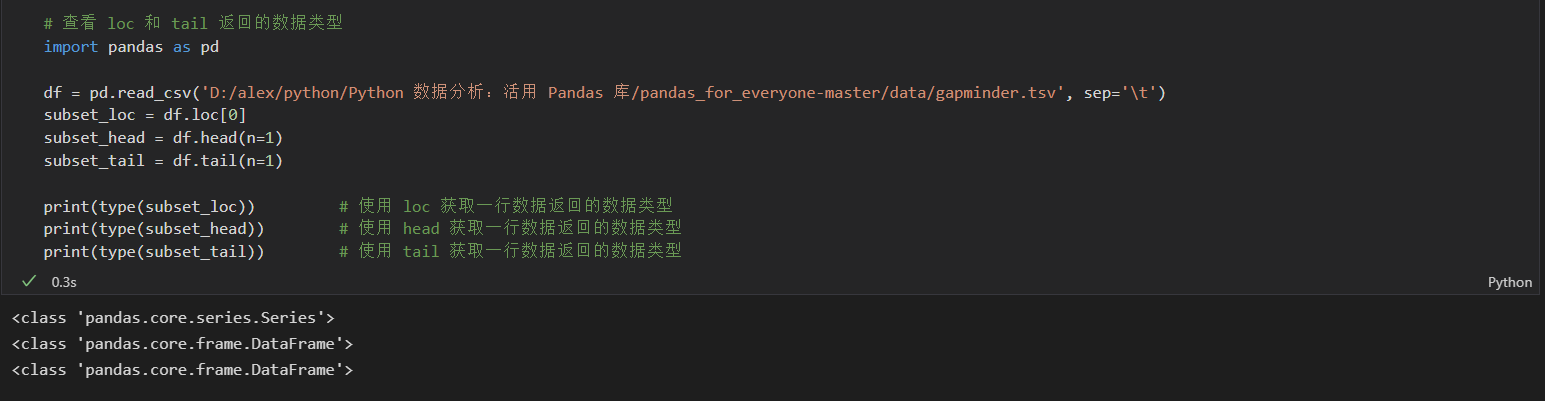 # 查看 loc 和 tail 返回的数据类型
import pandas as pd
df = pd.read_csv('D:/alex/python/Python 数据分析：活用 Pandas 库/pandas_for_everyone-master/data/gapminder.tsv', sep='\t')
subset_loc = df.loc[0]
subset_head = df.head(n=1)
subset_tail = df.tail(n=1)
print(type(subset_loc))         # 使用 loc 获取一行数据返回的数据类型
print(type(subset_head))        # 使用 head 获取一行数据返回的数据类型
print(type(subset_tail))        # 使用 tail 获取一行数据返回的数据类型
✓ 0.3s Python
<class 'pandas.core.series.Series'>
<class 'pandas.core.frame.DataFrame'>
<class 'pandas.core.frame.DataFrame'>